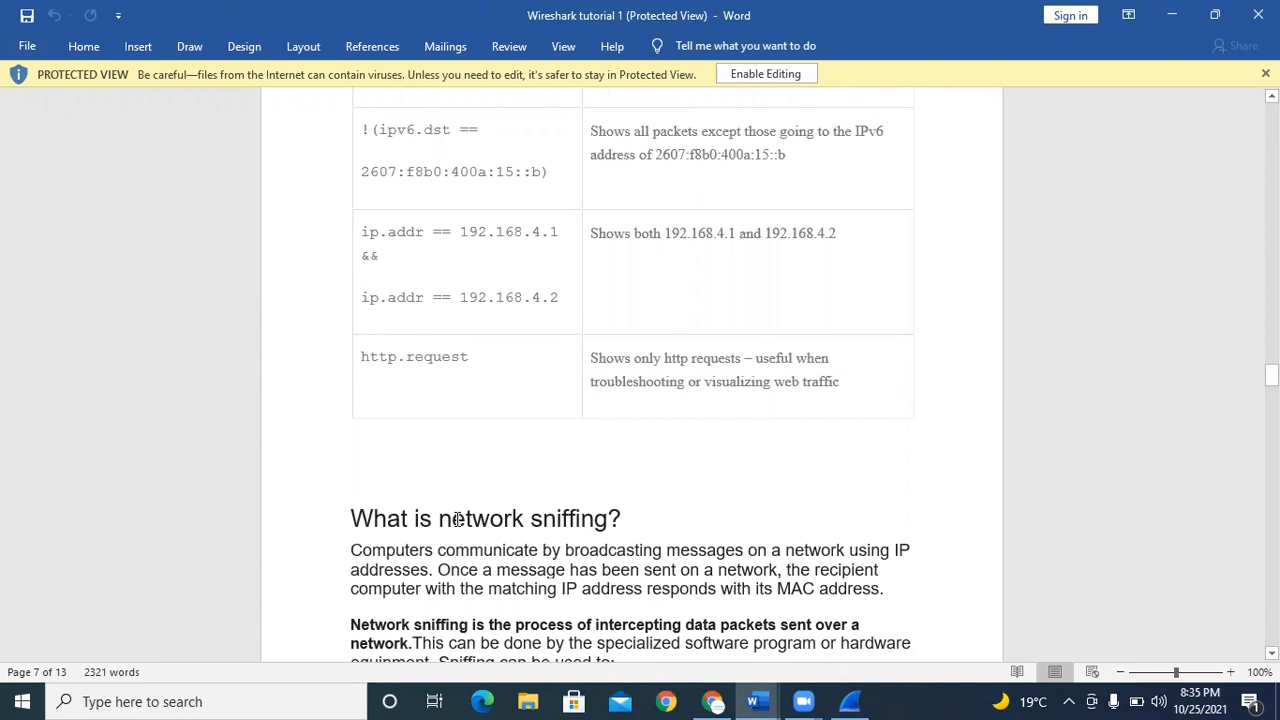 Wireshark tutorial 1 (Protected View) - Word
Sign in
File Home Insert Draw Design Layout References Mailings Review View Help Tell me what you want to do Share
PROTECTED VIEW Be careful—files from the Internet can contain viruses. Unless you need to edit, it's safer to stay in Protected View. Enable Editing
!(ipv6.dst ==
2607:f8b0:400a:15::b)
Shows all packets except those going to the IPv6
address of 2607:f8b0:400a:15::b
ip.addr == 192.168.4.1
&&
ip.addr == 192.168.4.2
Shows both 192.168.4.1 and 192.168.4.2
http.request
Shows only http requests – useful when
troubleshooting or visualizing web traffic
What is network sniffing?
Computers communicate by broadcasting messages on a network using IP
addresses. Once a message has been sent on a network, the recipient
computer with the matching IP address responds with its MAC address.
Network sniffing is the process of intercepting data packets sent over a
network.This can be done by the specialized software program or hardware
equipment. Sniffing can be used to:
Page 7 of 13 2321 words 100%
Type here to search
19°C
8:35 PM
10/25/2021
1